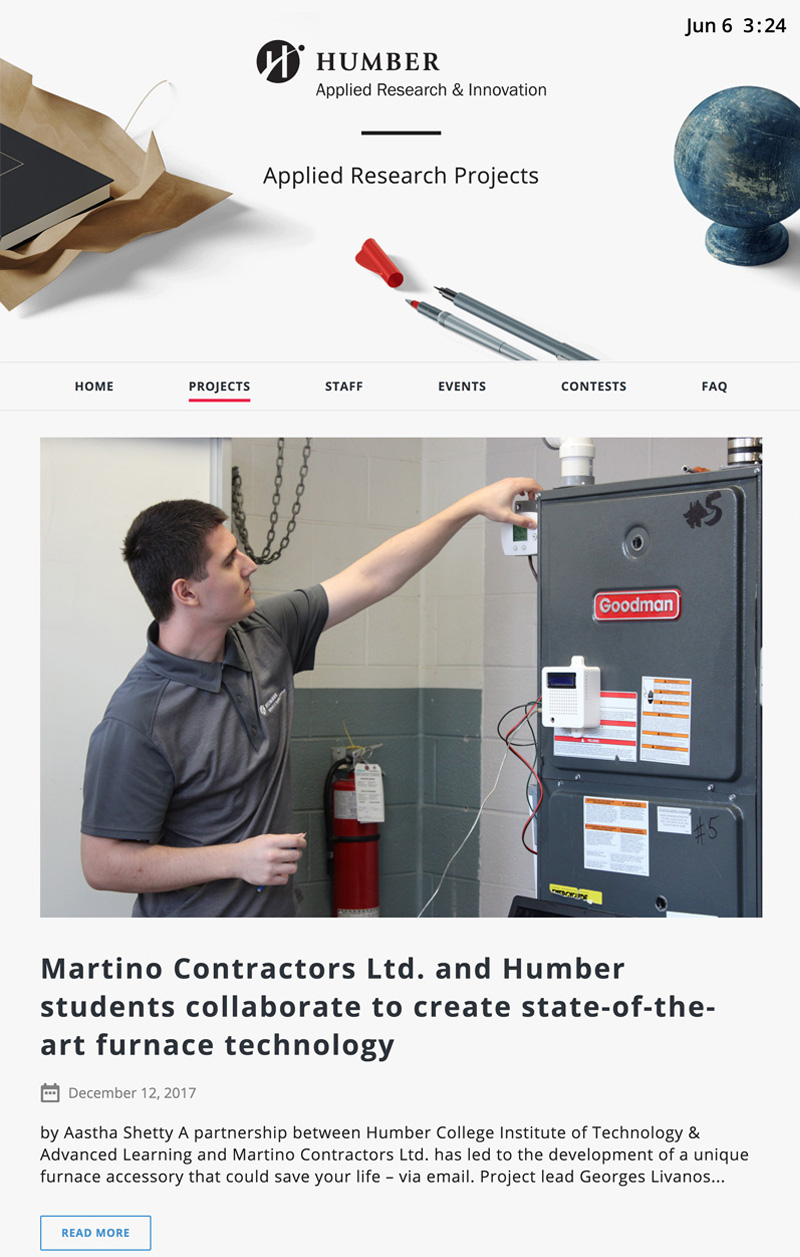 Jun 6 3:24
HUMBER
Applied Research & Innovation
Applied Research Projects
HOME PROJECTS STAFF EVENTS CONTESTS FAQ
#5
Goodman
HUMBER
#5
Martino Contractors Ltd. and Humber
students collaborate to create state-of-the-
art furnace technology
December 12, 2017
by Aastha Shetty A partnership between Humber College Institute of Technology &
Advanced Learning and Martino Contractors Ltd. has led to the development of a unique
furnace accessory that could save your life – via email. Project lead Georges Livanos...
READ MORE